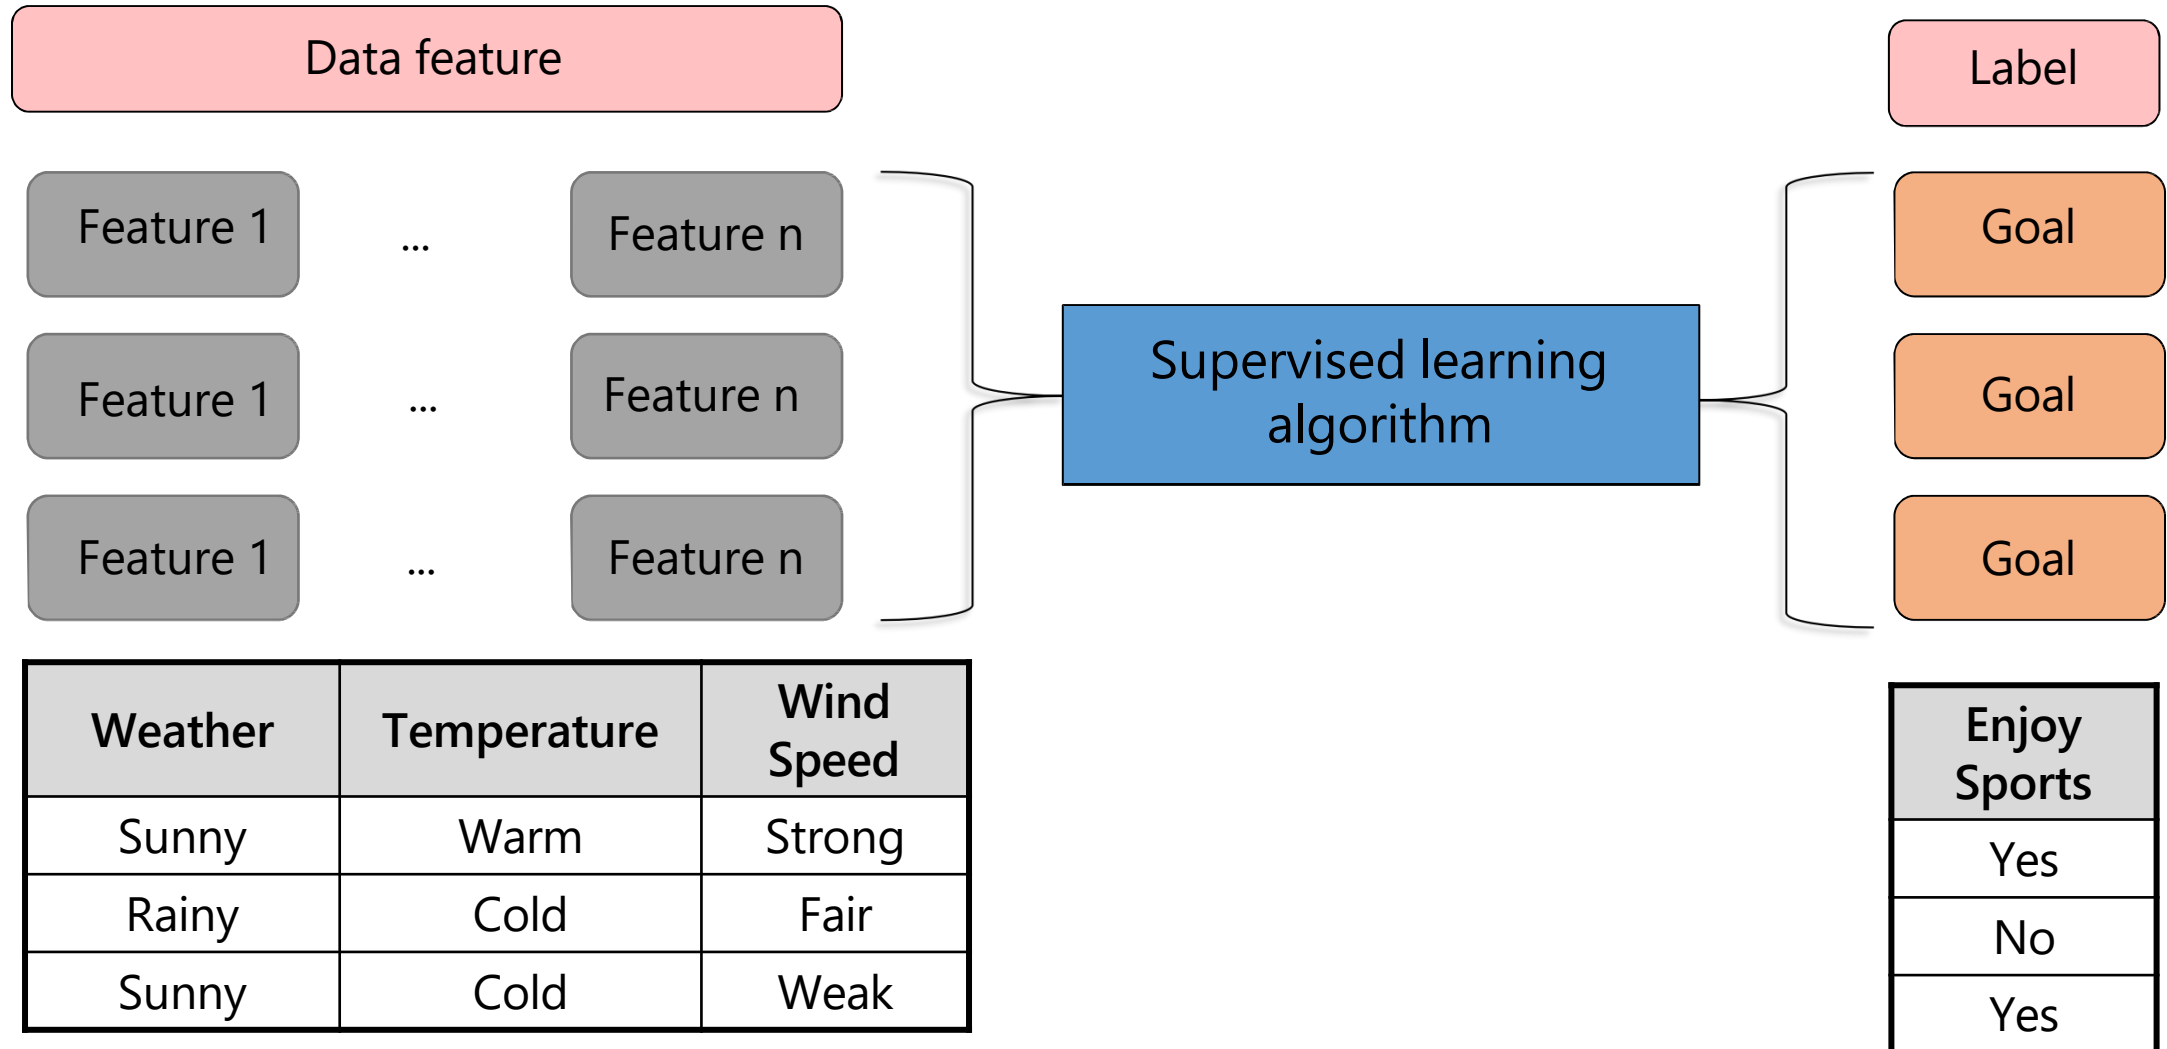 Data feature
Label
Feature 1 ... Feature n
Goal
Feature 1 ... Feature n
Goal
Feature 1 ... Feature n
Goal
Supervised learning
algorithm
Weather Temperature Wind
Speed
Sunny Warm Strong
Rainy Cold Fair
Sunny Cold Weak
Enjoy
Sports
Yes
No
Yes